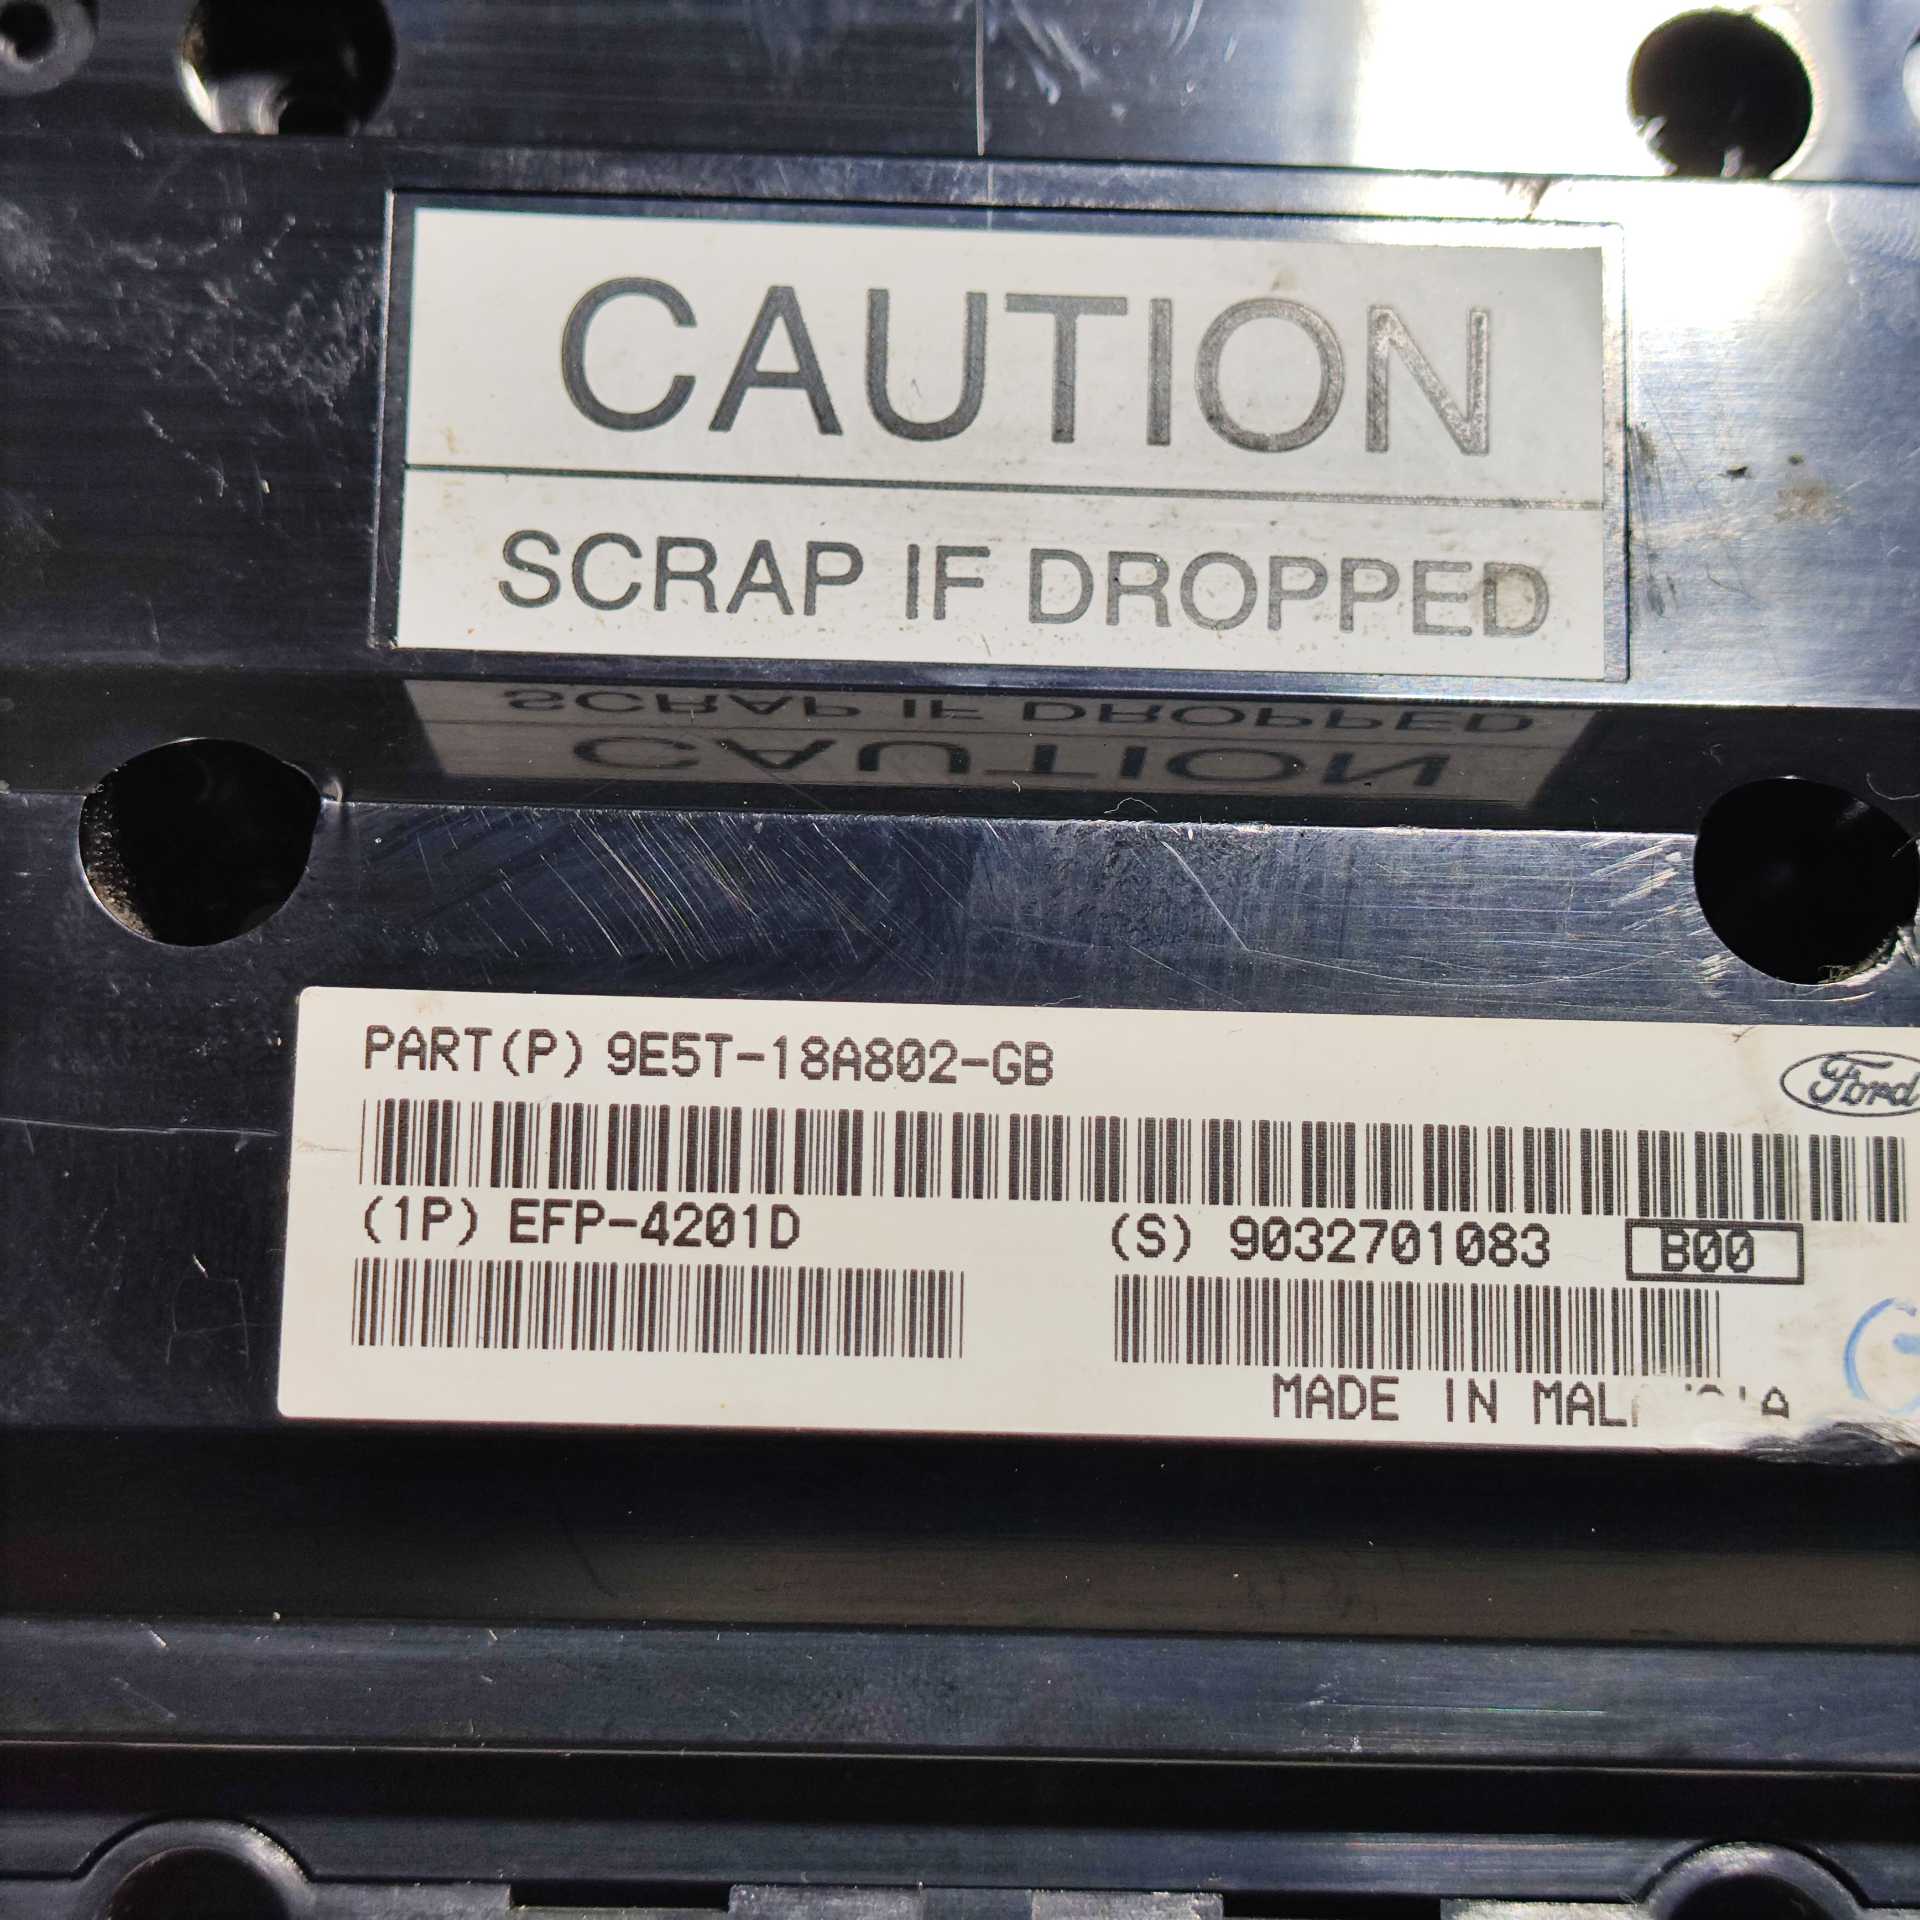 CAUTION
SCRAP IF DROPPED
PART(P) 9E5T-18A802-GB
Ford
(1P) EFP-4201D
(S) 9032701083 B00
MADE IN